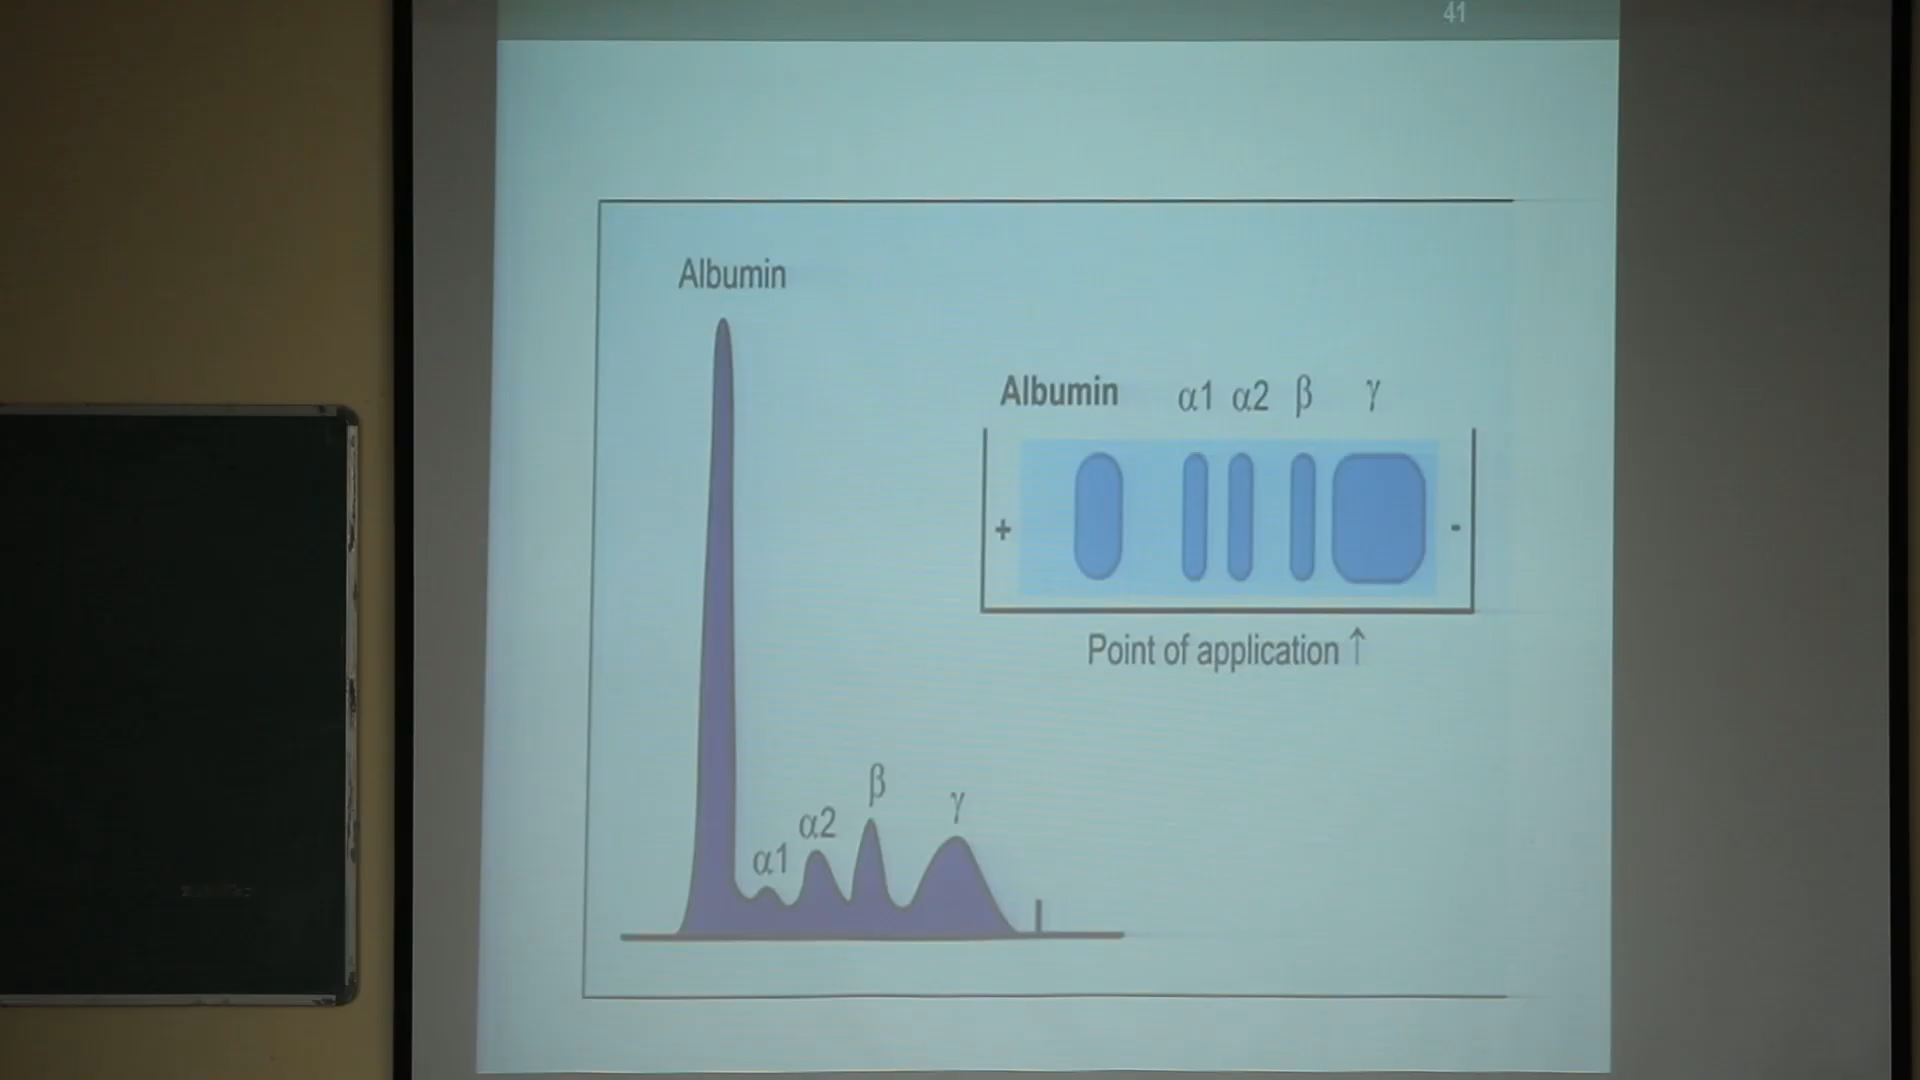 41
Albumin
Albumin α1 α2 β γ
+ -
Point of application ↑
β
γ
α2
α1